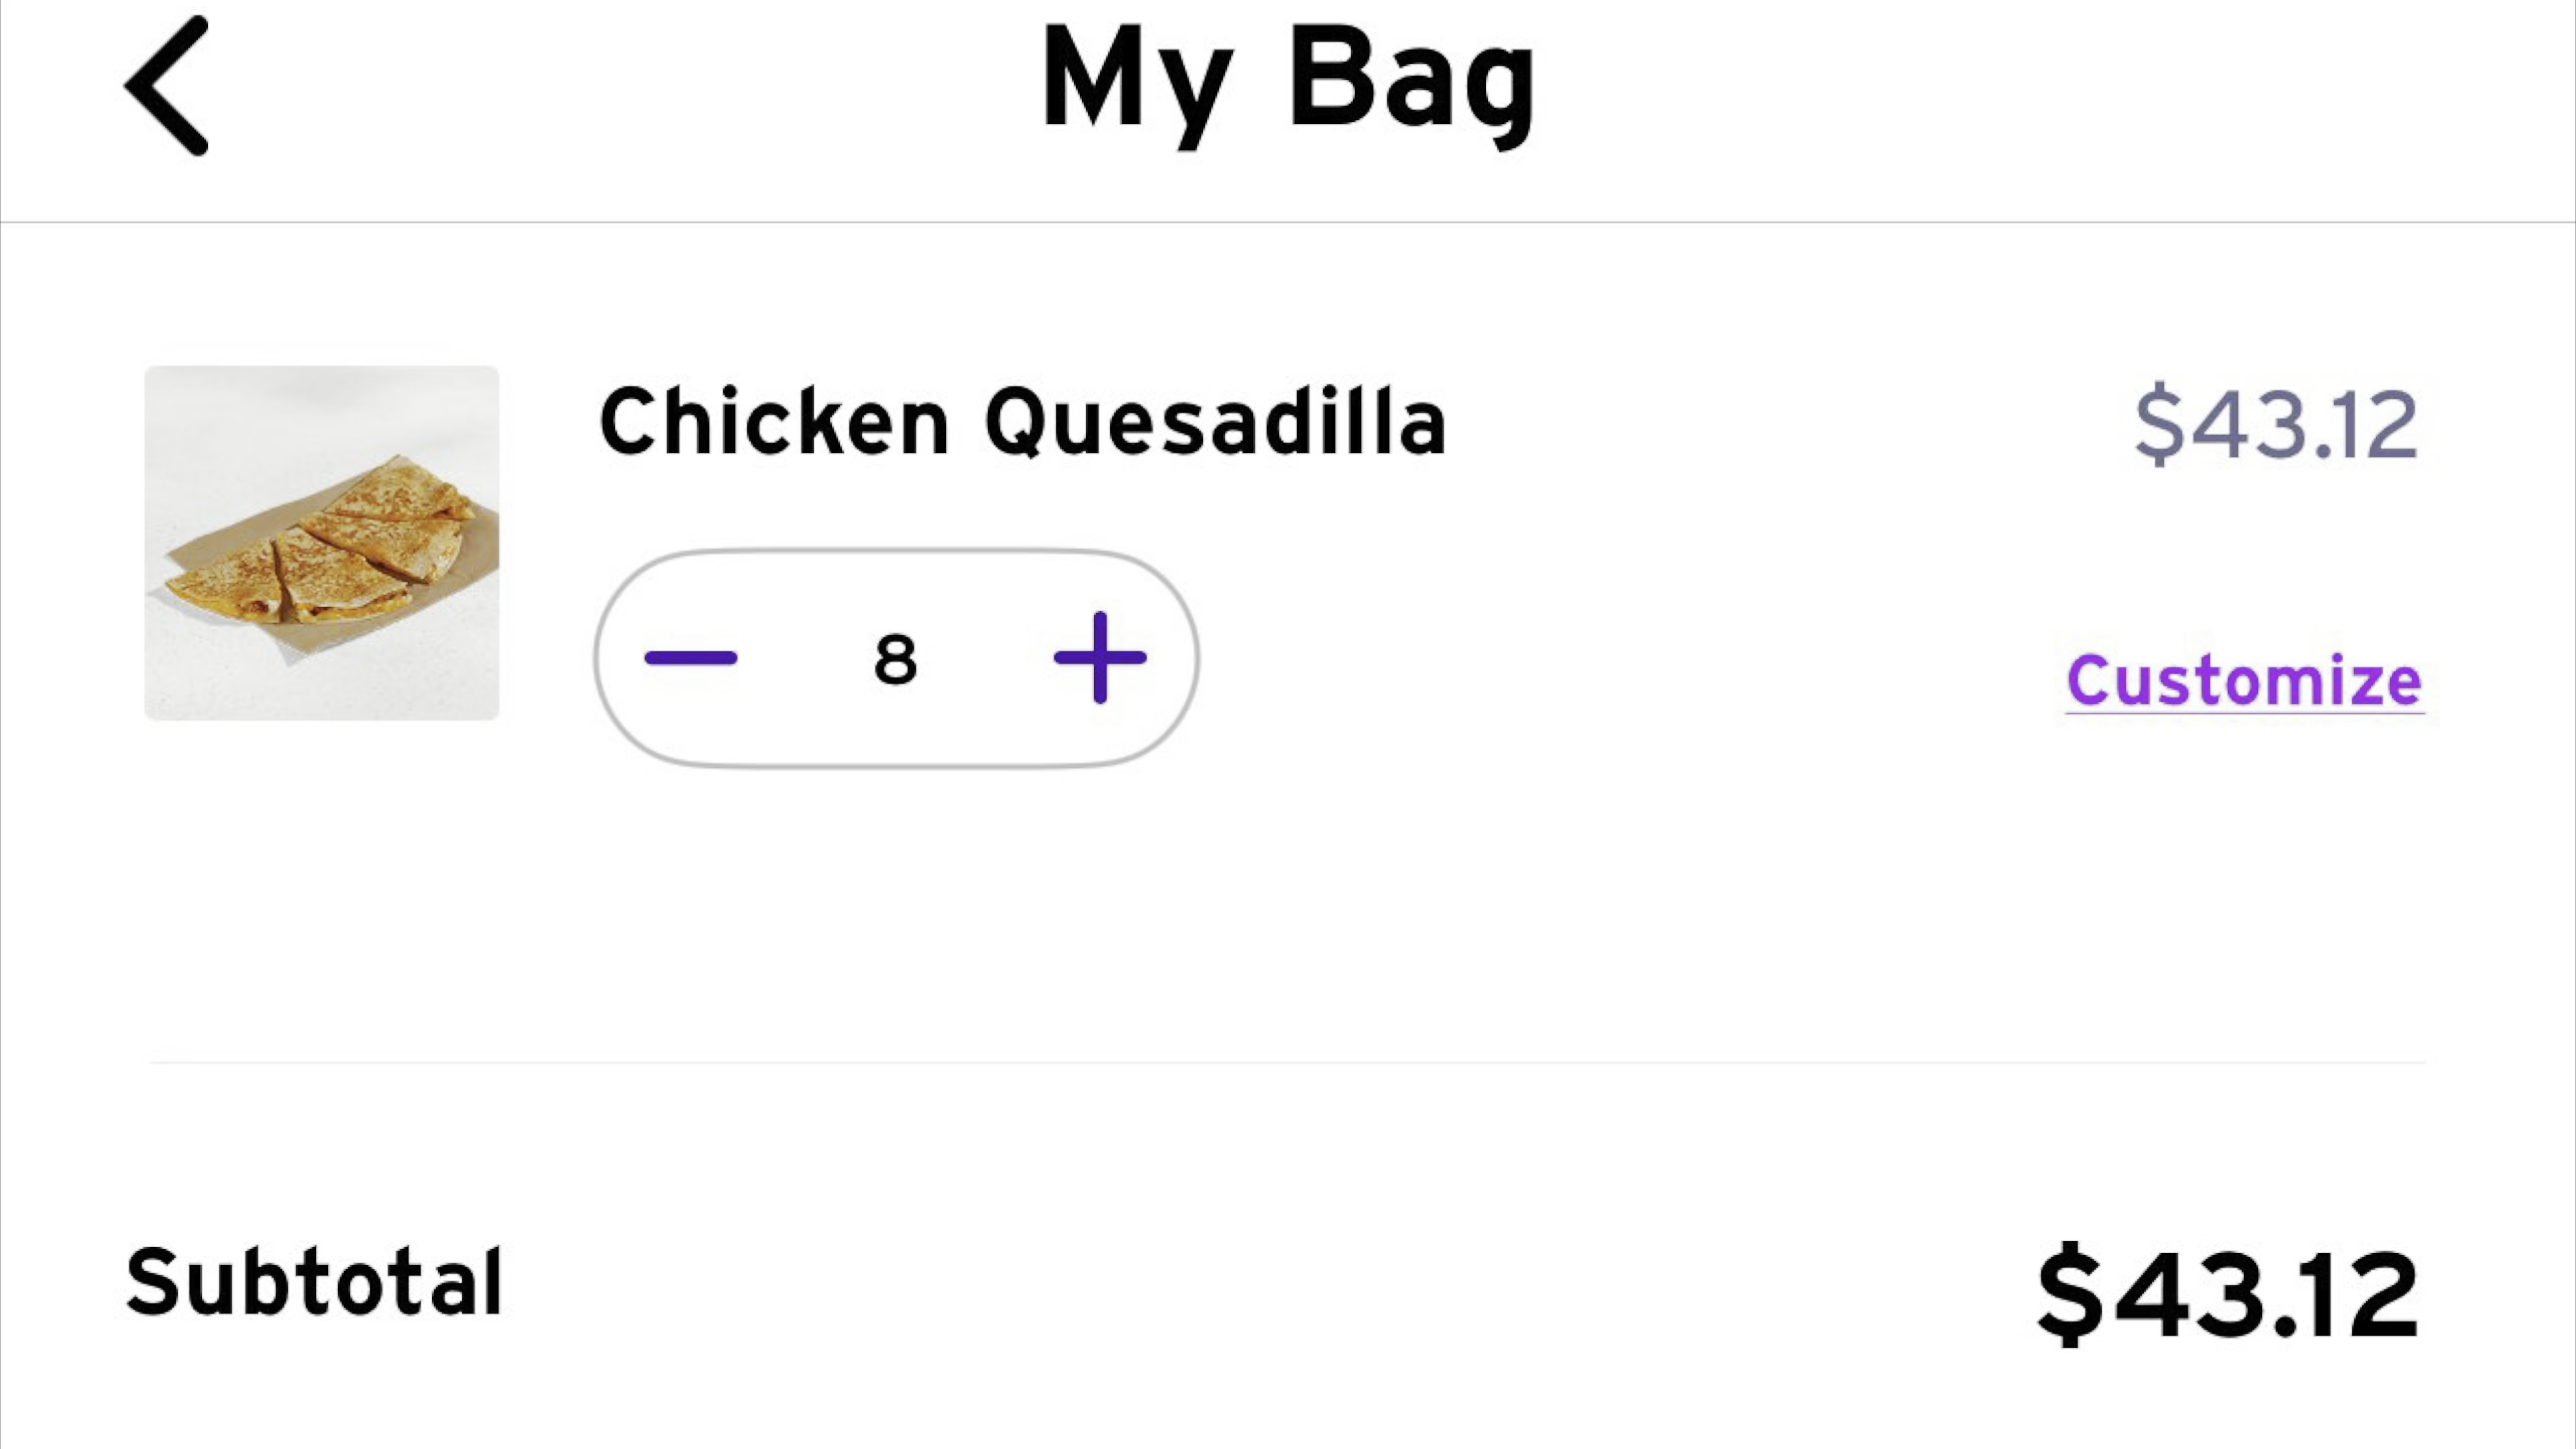 My Bag
Chicken Quesadilla
$43.12
8
Customize
Subtotal
$43.12